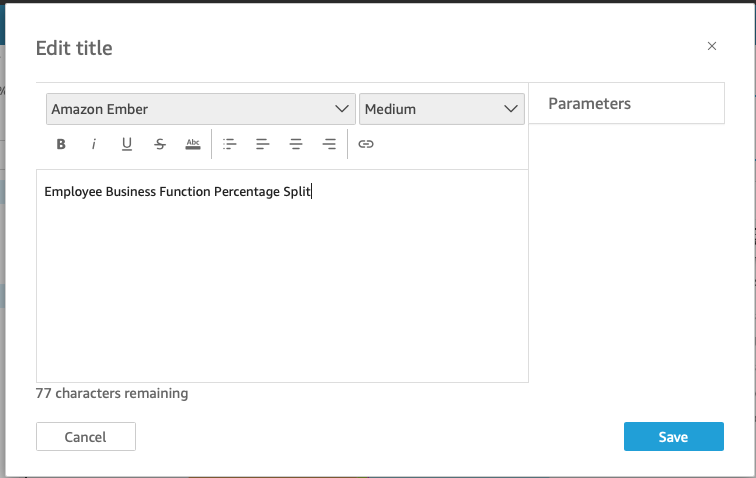 Edit title
×
Amazon Ember
Medium
Parameters
B i U S Abc
Employee Business Function Percentage Split
77 characters remaining
Cancel
Save